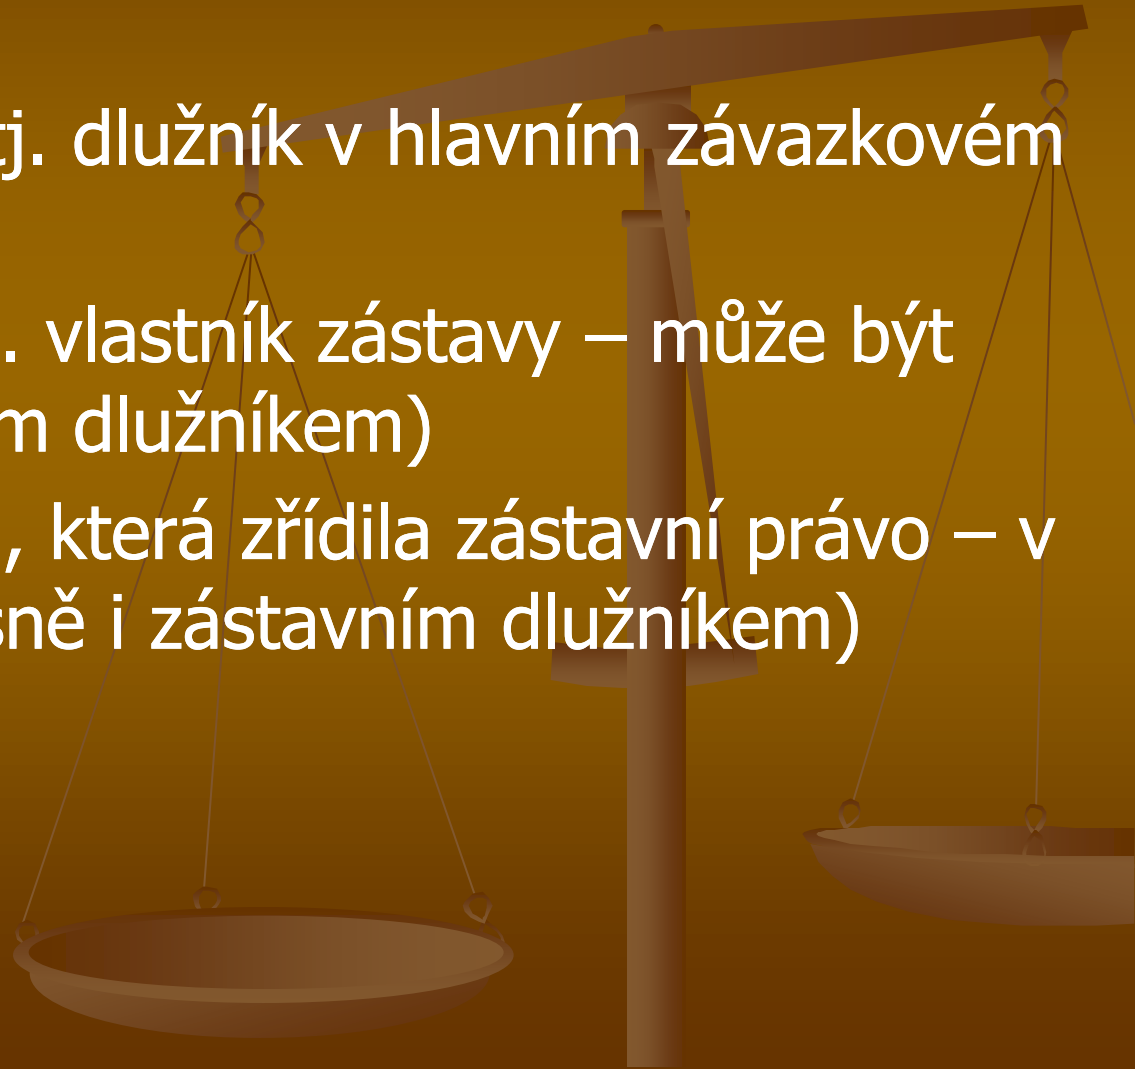 tj. dlužník v hlavním závazkovém
. vlastník zástavy – může být
m dlužníkem)
, která zřídila zástavní právo – v
sně i zástavním dlužníkem)